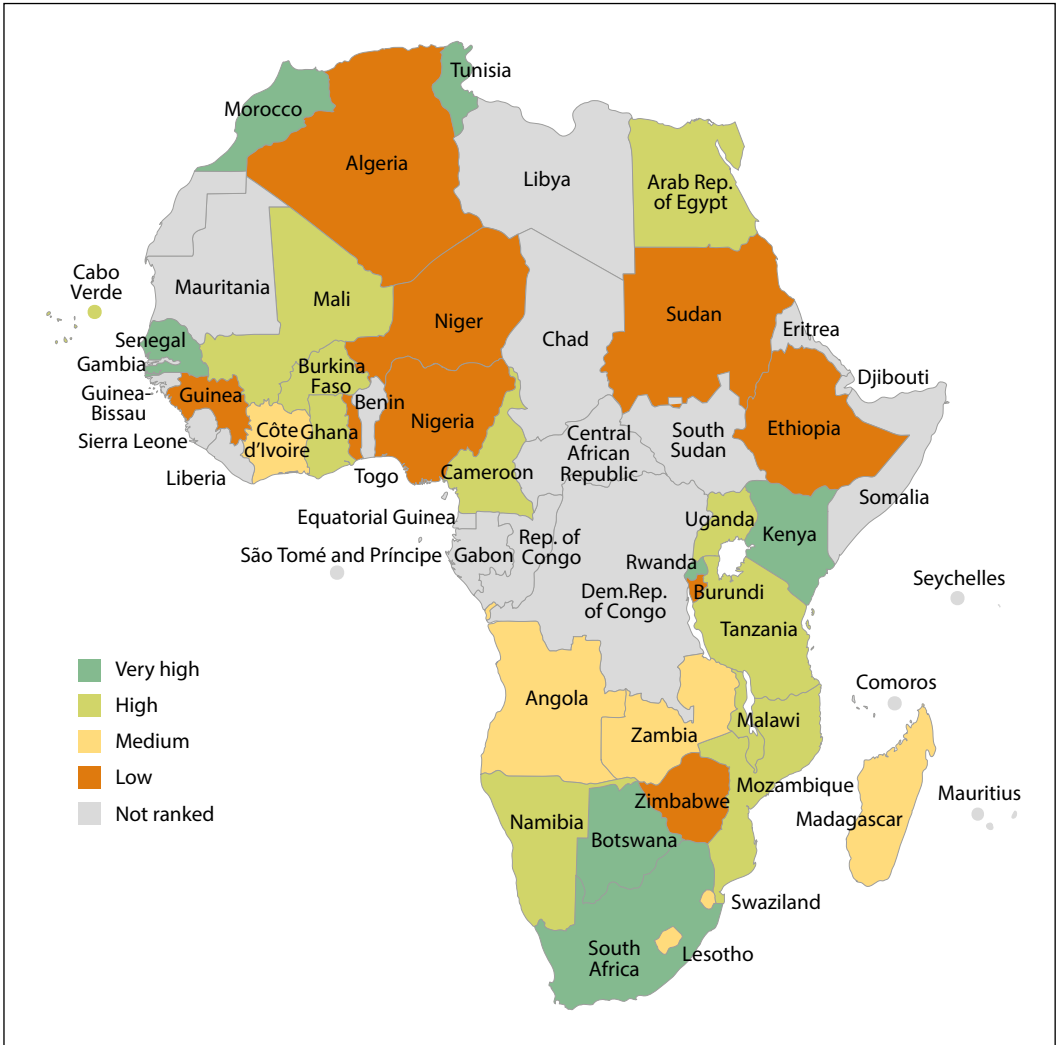 Tunisia
Morocco
Algeria
Libya
Arab Rep.
of Egypt
Cabo
Verde
Mauritania
Mali
Niger
Chad
Sudan
Eritrea
Senegal
Gambia
Guinea-
Bissau
Guinea
Burkina
Faso
Benin
Nigeria
Djibouti
Sierra Leone
Côte
d'Ivoire
Ghana
Central
African
Republic
South
Sudan
Ethiopia
Liberia
Togo
Cameroon
Somalia
Equatorial Guinea
Uganda
Kenya
São Tomé and Príncipe
Gabon
Rep. of
Congo
Rwanda
Seychelles
Dem.Rep.
of Congo
Burundi
Tanzania
Very high
High
Medium
Low
Not ranked
Angola
Comoros
Zambia
Malawi
Mozambique
Zimbabwe
Madagascar
Mauritius
Namibia
Botswana
Swaziland
South
Africa
Lesotho